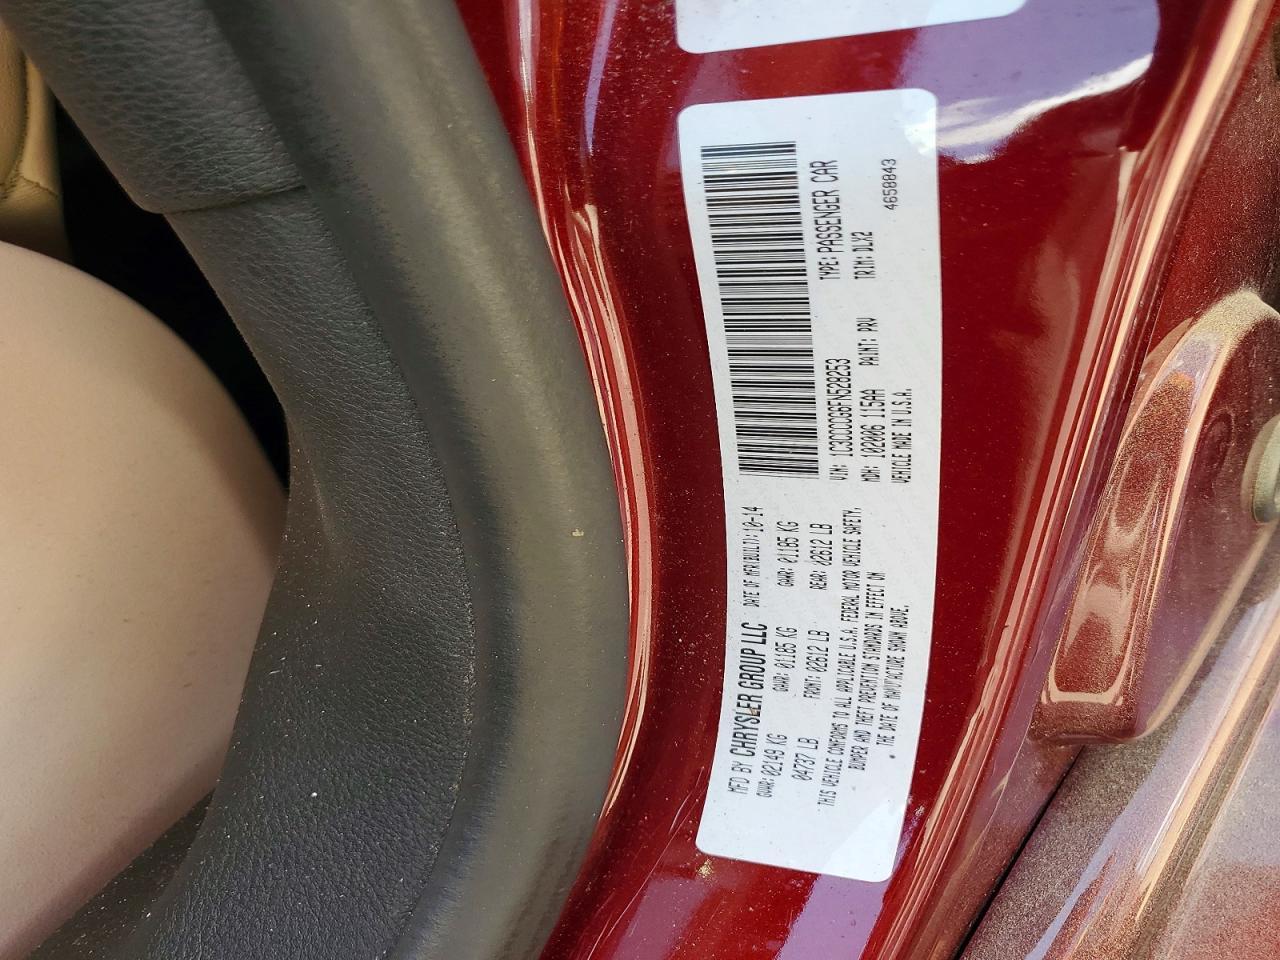 MFD BY CHRYSLER GROUP LLC DATE OF MFR(BUILT): 10-14
GVWR: 02149 KG GAWR: 01185 KG GAWR: 01185 KG
04737 LB FRONT: 02612 LB REAR: 02612 LB
THIS VEHICLE CONFORMS TO ALL APPLICABLE U.S.A. FEDERAL MOTOR VEHICLE SAFETY,
BUMPER AND THEFT PREVENTION STANDARDS IN EFFECT ON
* THE DATE OF MANUFACTURE SHOWN ABOVE.
VIN: 1C3CCCCG6FN528253 TYPE: PASSENGER CAR
MDH: 102006 115AA PAINT: PRV TRIM: DLX2
VEHICLE MADE IN U.S.A.
4658843